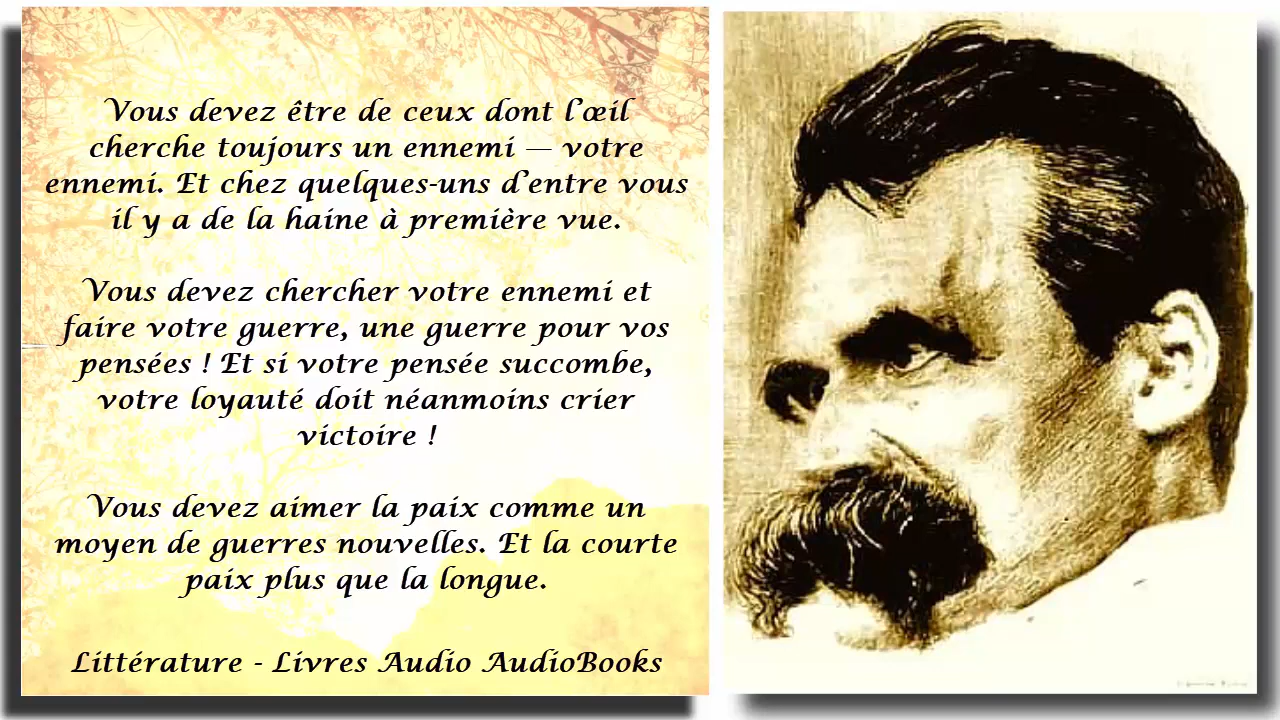 Vous devez être de ceux dont l'œil
cherche toujours un ennemi — votre
ennemi. Et chez quelques-uns d'entre vous
il y a de la haine à première vue.
Vous devez chercher votre ennemi et
faire votre guerre, une guerre pour vos
pensées ! Et si votre pensée succombe,
votre loyauté doit néanmoins crier
victoire !
Vous devez aimer la paix comme un
moyen de guerres nouvelles. Et la courte
paix plus que la longue.
Littérature - Livres Audio AudioBooks